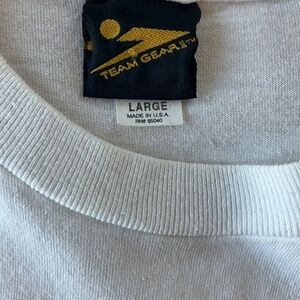 TEAM GEAR™
LARGE
MADE IN U.S.A
RN# 65040